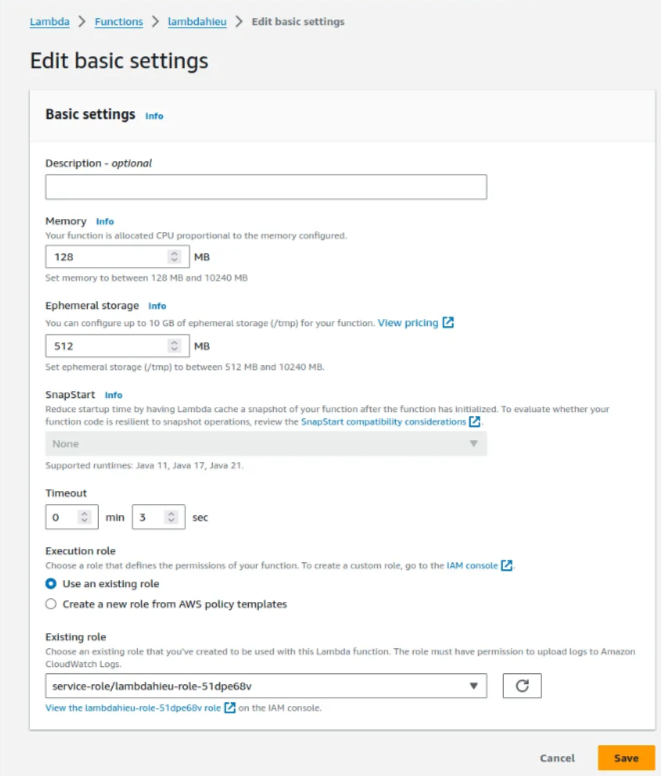 Lambda > Functions > lambdahieu > Edit basic settings
Edit basic settings
Basic settings Info
Description - optional
Memory Info
Your function is allocated CPU proportional to the memory configured.
128 MB
Set memory to between 128 MB and 10240 MB
Ephemeral storage Info
You can configure up to 10 GB of ephemeral storage (/tmp) for your function. View pricing
512 MB
Set ephemeral storage (/tmp) to between 512 MB and 10240 MB.
SnapStart Info
Reduce startup time by having Lambda cache a snapshot of your function after the function has initialized. To evaluate whether your
function code is resilient to snapshot operations, review the SnapStart compatibility considerations.
None
Supported runtimes: Java 11, Java 17, Java 21.
Timeout
0 min 3 sec
Execution role
Choose a role that defines the permissions of your function. To create a custom role, go to the IAM console.
Use an existing role
Create a new role from AWS policy templates
Existing role
Choose an existing role that you've created to be used with this Lambda function. The role must have permission to upload logs to Amazon
CloudWatch Logs.
service-role/lambdahieu-role-51dpe68v
View the lambdahieu-role-51dpe68v role on the IAM console.
Cancel Save